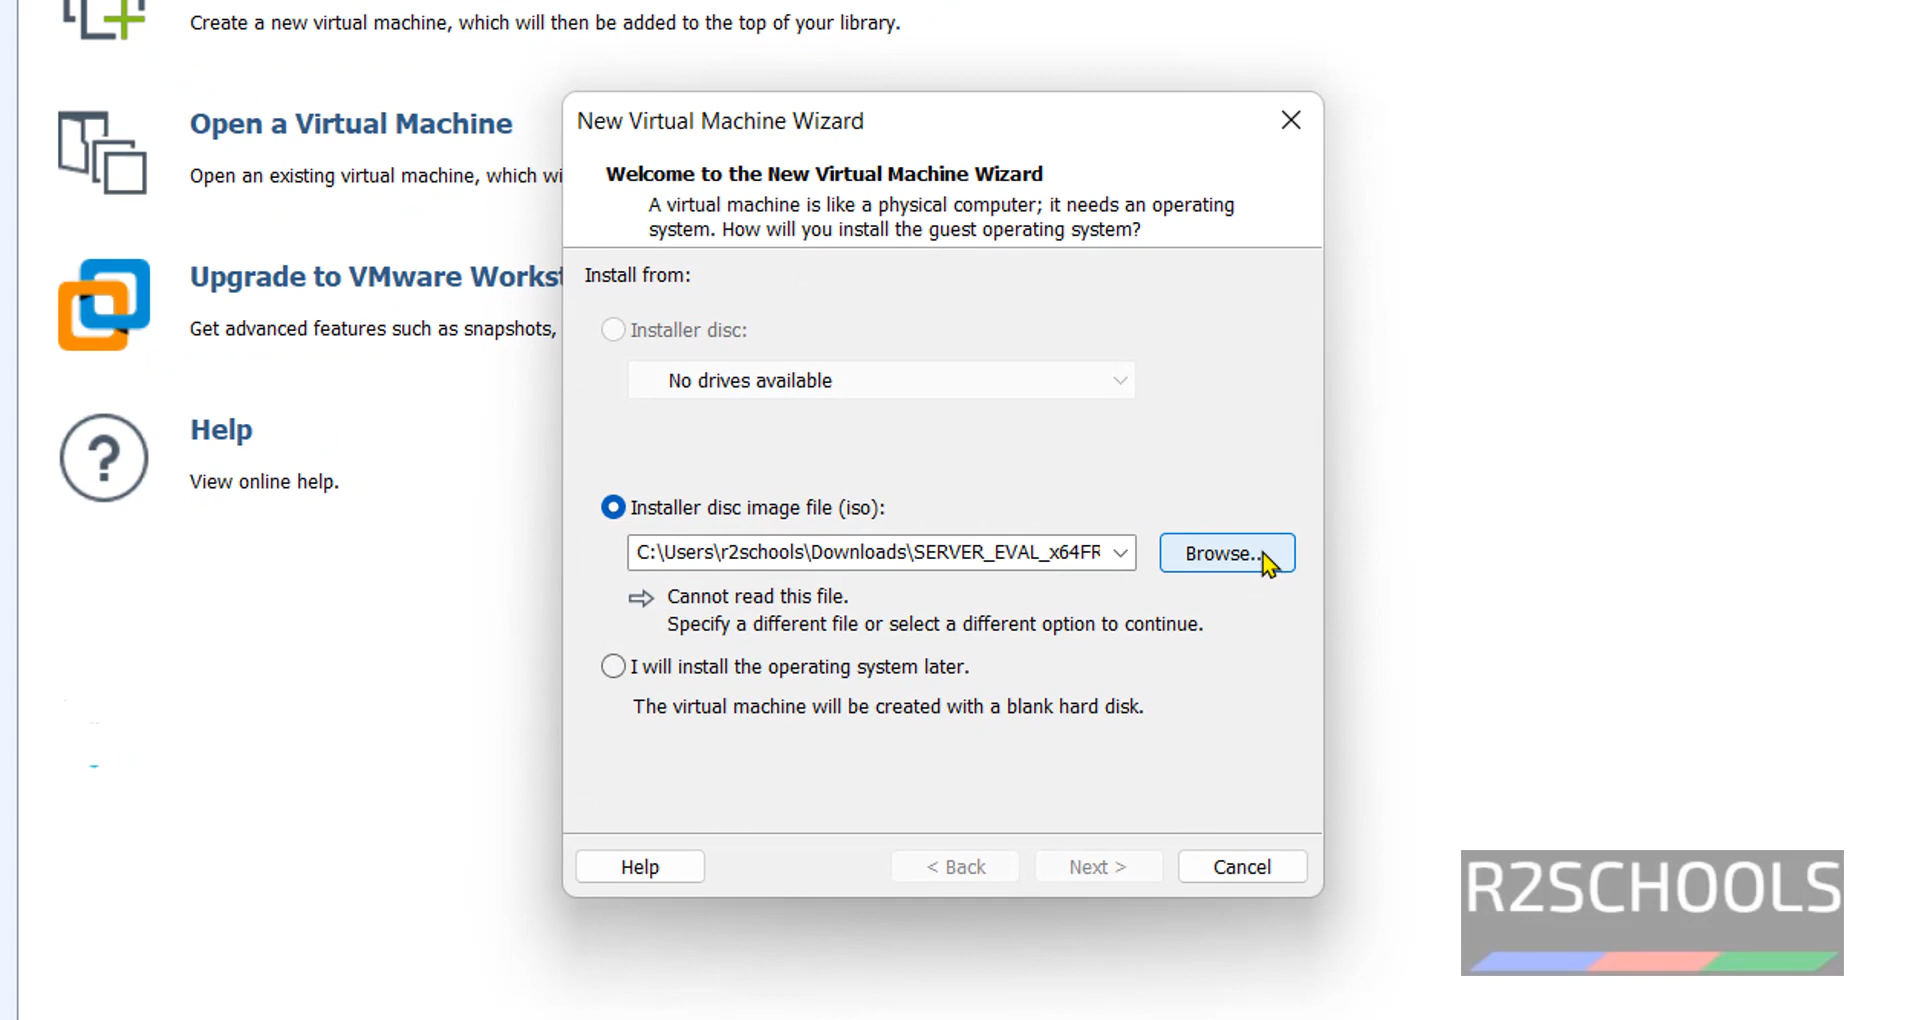 Create a new virtual machine, which will then be added to the top of your library.
Open a Virtual Machine
Open an existing virtual machine, which wi
Upgrade to VMware Workst
Get advanced features such as snapshots,
Help
View online help.
New Virtual Machine Wizard
Welcome to the New Virtual Machine Wizard
A virtual machine is like a physical computer; it needs an operating
system. How will you install the guest operating system?
Install from:
Installer disc:
No drives available
Installer disc image file (iso):
C:\Users\r2schools\Downloads\SERVER_EVAL_x64FR
Browse...
Cannot read this file.
Specify a different file or select a different option to continue.
I will install the operating system later.
The virtual machine will be created with a blank hard disk.
Help
< Back
Next >
Cancel
R2SCHOOLS